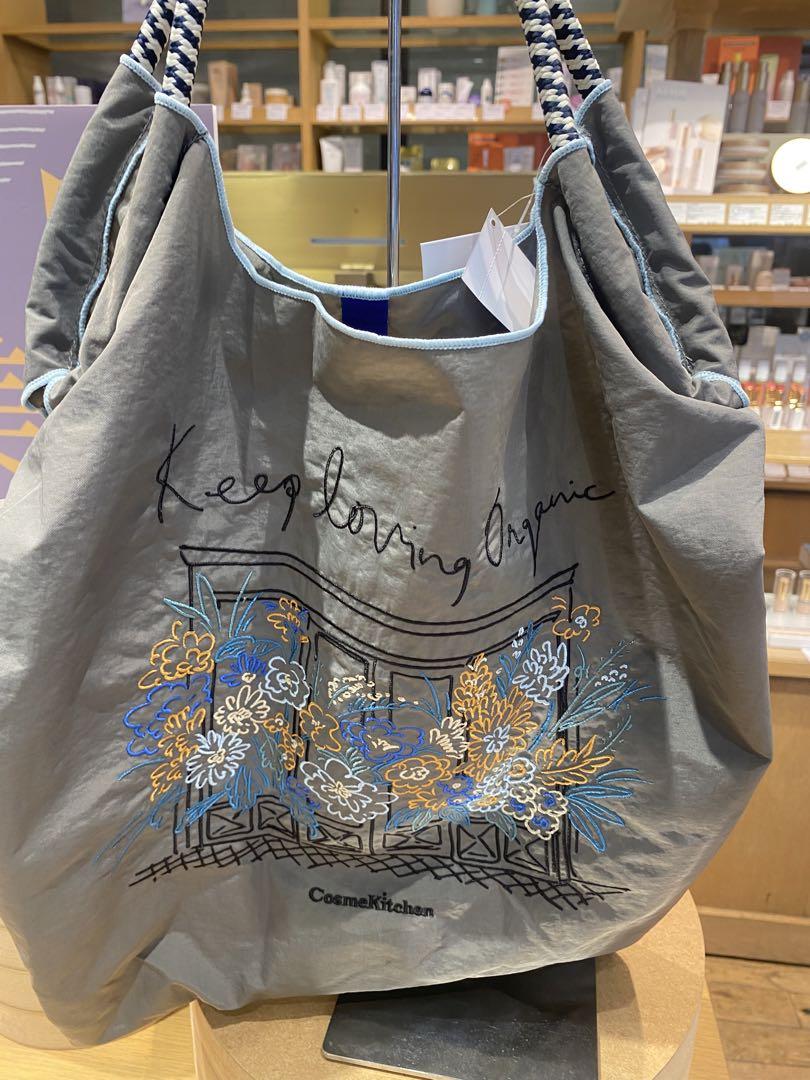 Keep loving Organic
CosmeKitchen